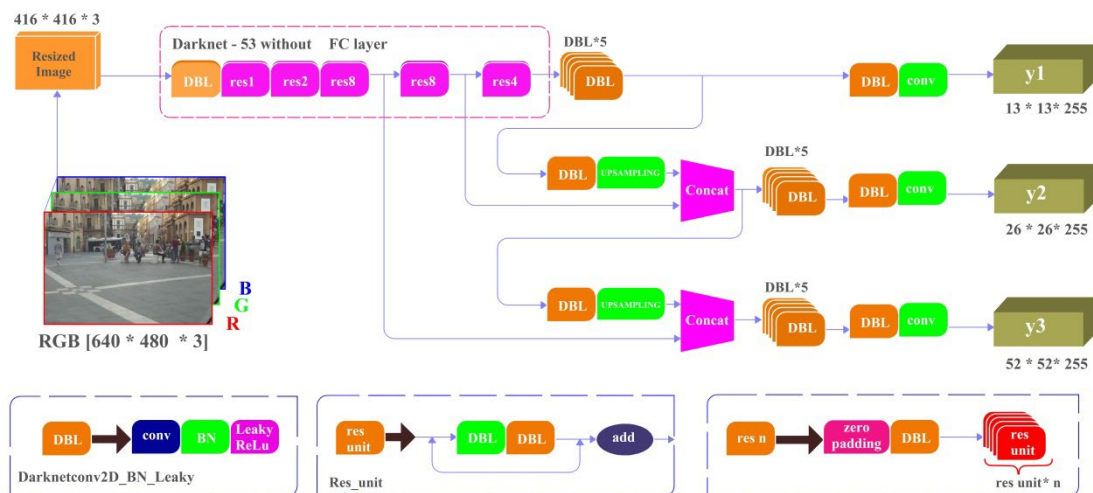 416 * 416 * 3
Resized
Image
Darknet - 53 without FC layer
DBL
res1
res2
res8
res8
res4
DBL*5
DBL
DBL
conv
y1
13 * 13* 255
DBL
UPSAMPLING
Concat
DBL*5
DBL
DBL
conv
y2
26 * 26* 255
DBL
UPSAMPLING
Concat
DBL*5
DBL
DBL
conv
y3
52 * 52* 255
B
G
R
RGB [640 * 480 * 3]
DBL
conv
BN
Leaky
ReLu
Darknetconv2D_BN_Leaky
res
unit
DBL
DBL
add
Res_unit
res n
zero
padding
DBL
res
unit
res unit* n